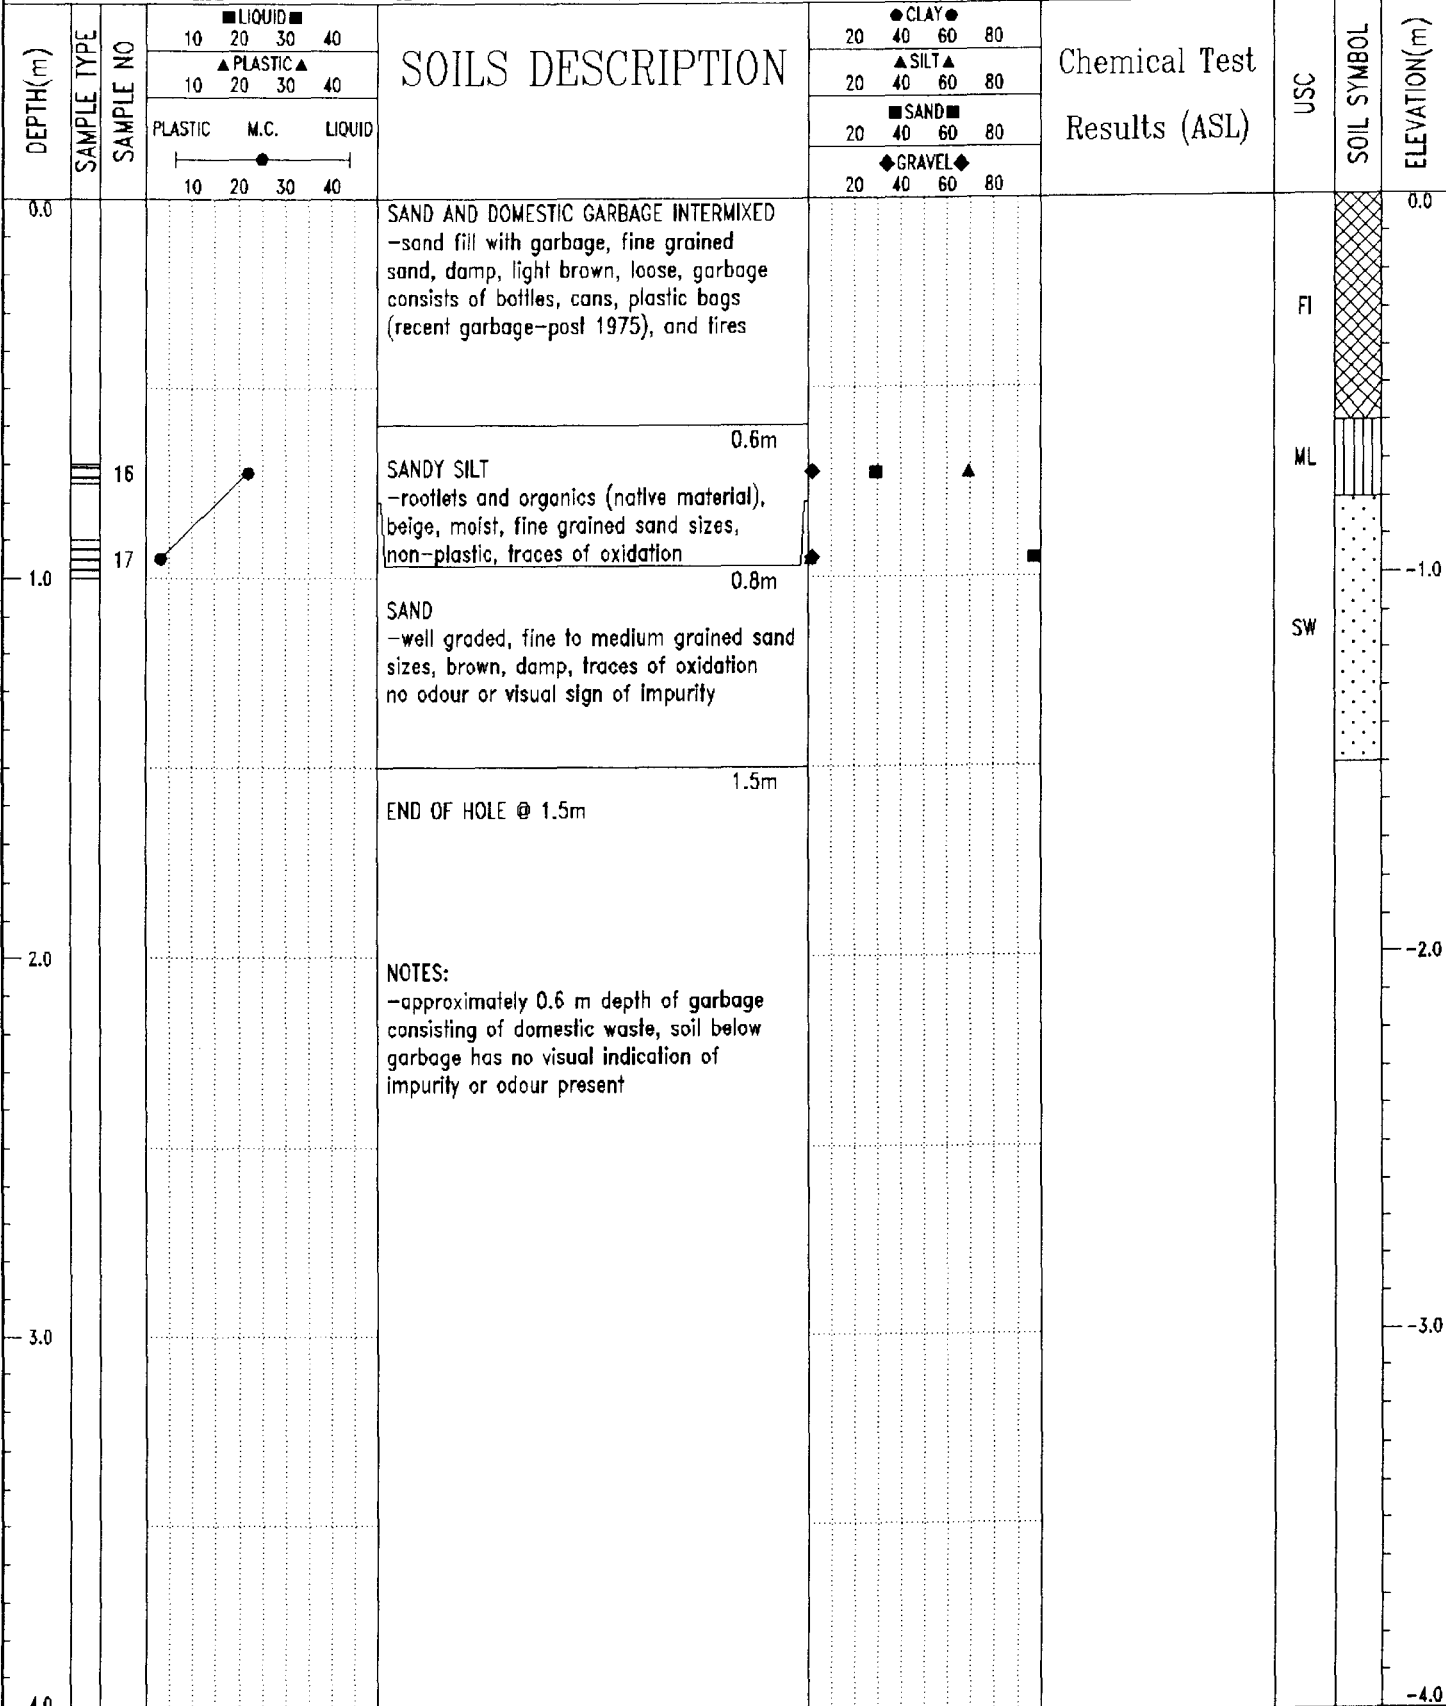 DEPTH(m)
SAMPLE TYPE
SAMPLE NO
■LIQUID■
10 20 30 40
▲PLASTIC▲
10 20 30 40
PLASTIC M.C. LIQUID
10 20 30 40
SOILS DESCRIPTION
●CLAY●
20 40 60 80
▲SILT▲
20 40 60 80
■SAND■
20 40 60 80
◆GRAVEL◆
20 40 60 80
Chemical Test
Results (ASL)
USC
SOIL SYMBOL
ELEVATION(m)
0.0
SAND AND DOMESTIC GARBAGE INTERMIXED
-sand fill with garbage, fine grained
sand, damp, light brown, loose, garbage
consists of bottles, cans, plastic bags
(recent garbage-post 1975), and tires
FI
0.0
0.6m
16
SANDY SILT
-rootlets and organics (native material),
beige, moist, fine grained sand sizes,
non-plastic, traces of oxidation
ML
17
1.0
0.8m
-1.0
SAND
-well graded, fine to medium grained sand
sizes, brown, damp, traces of oxidation
no odour or visual sign of impurity
SW
1.5m
END OF HOLE @ 1.5m
2.0
-2.0
NOTES:
-approximately 0.6 m depth of garbage
consisting of domestic waste, soil below
garbage has no visual indication of
impurity or odour present
3.0
-3.0
4.0
-4.0